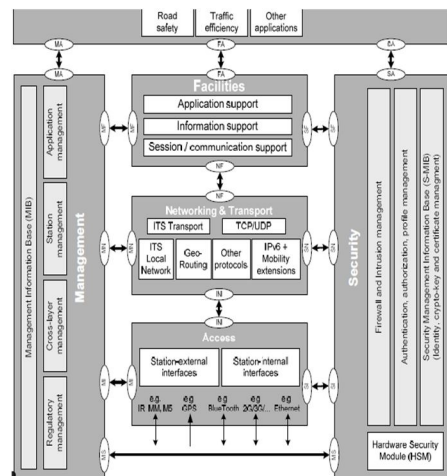 Road safety
Traffic efficiency
Other applications
MA
FA
SA
MA
FA
SA
Facilities
Application support
Information support
Session / communication support
MF
SF
NF
NF
Networking & Transport
ITS Transport
TCP/UDP
ITS Local Network
Geo-Routing
Other protocols
IPv6 + Mobility extensions
MN
SN
INI
INI
Access
Station-external interfaces
Station-internal interfaces
e.g. IR, MM, M5
e.g. GPS
e.g. BlueTooth
e.g. 2G/3G/...
e.g. Ethernet
MI
SI
MS
MS
Management
Management Information Base (MIB)
Application management
Station management
Cross-layer management
Regulatory management
Security
Firewall and Intrusion management
Authentication, authorization, profile management
Security Management Information Base (S-MIB)
(Identity, crypto-key and certificate managment)
Hardware Security Module (HSM)